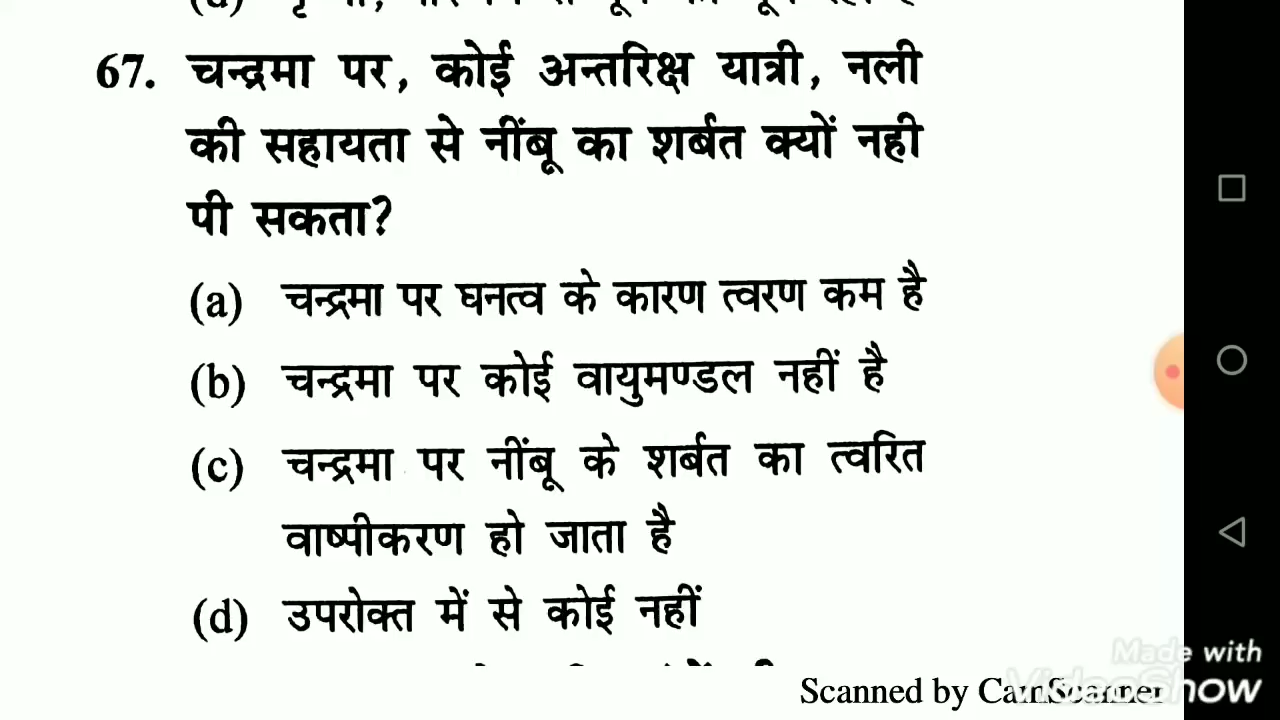 67. चन्द्रमा पर, कोई अन्तरिक्ष यात्री, नली
की सहायता से नींबू का शर्बत क्यों नही
पी सकता?
(a) चन्द्रमा पर घनत्व के कारण त्वरण कम है
(b) चन्द्रमा पर कोई वायुमण्डल नहीं है
(c) चन्द्रमा पर नींबू के शर्बत का त्वरित
वाष्पीकरण हो जाता है
(d) उपरोक्त में से कोई नहीं
Made with
VideoShow
Scanned by CamScanner